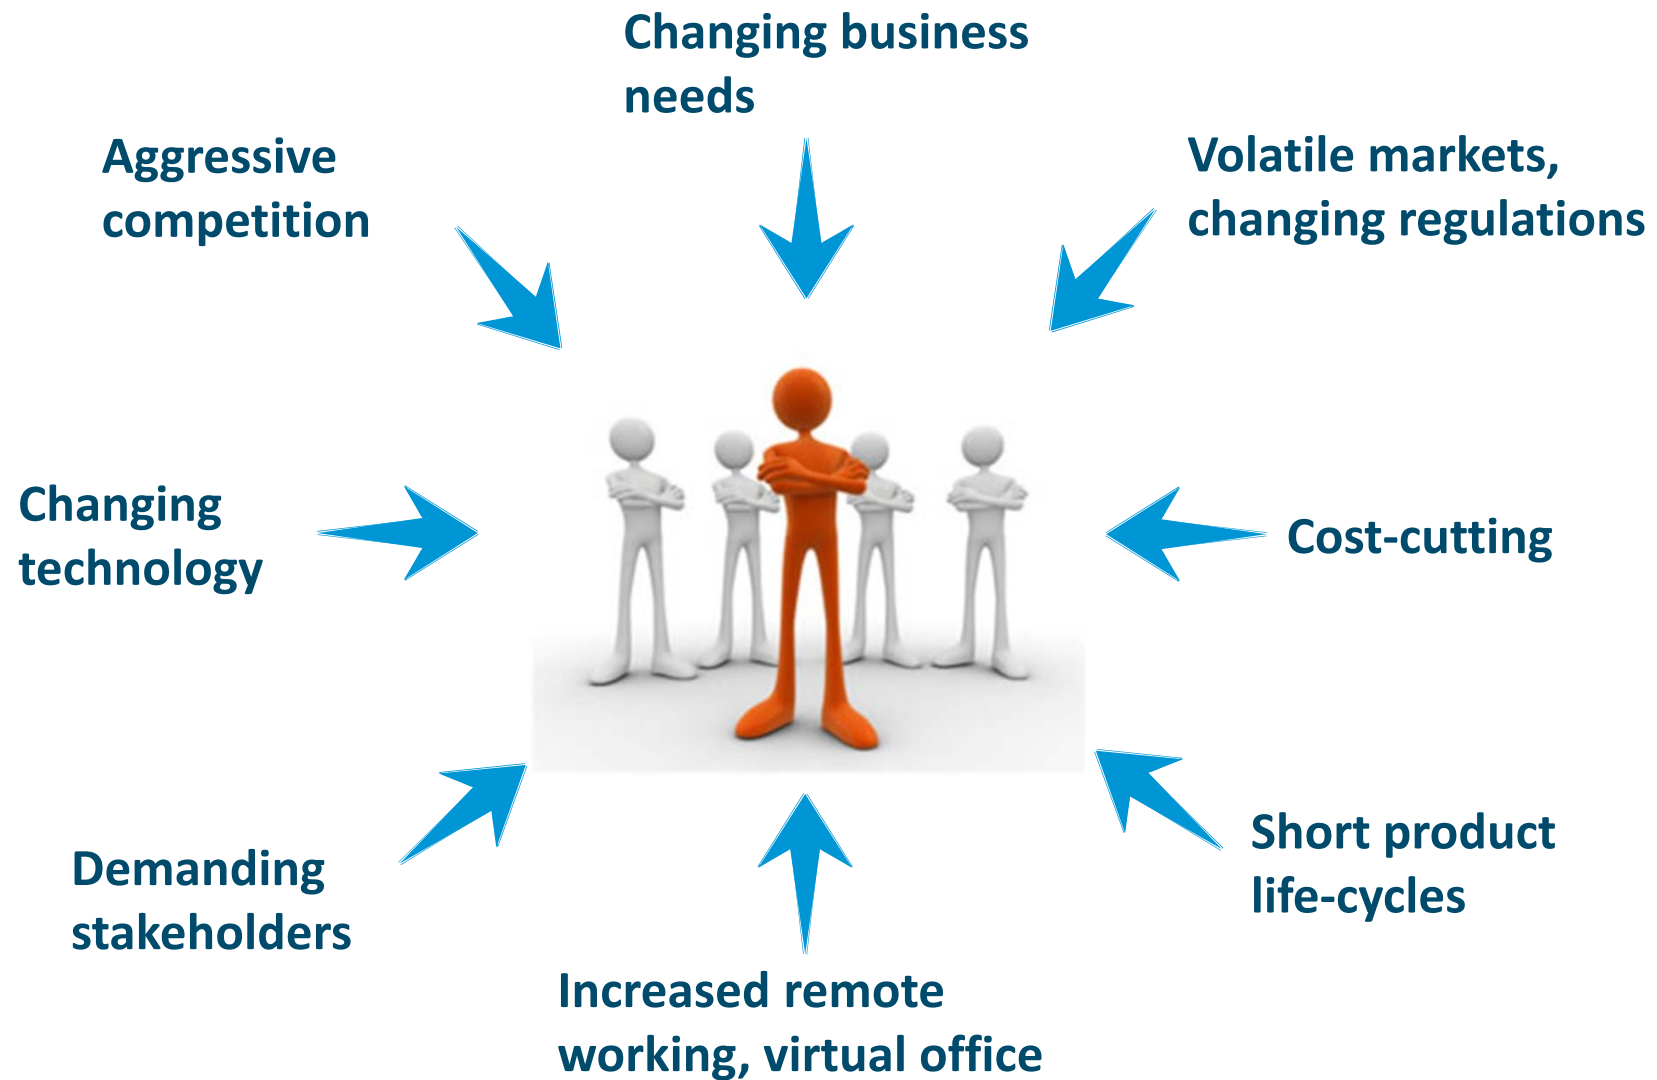 Changing business
needs
Aggressive
competition
Volatile markets,
changing regulations
Changing
technology
Cost-cutting
Demanding
stakeholders
Short product
life-cycles
Increased remote
working, virtual office